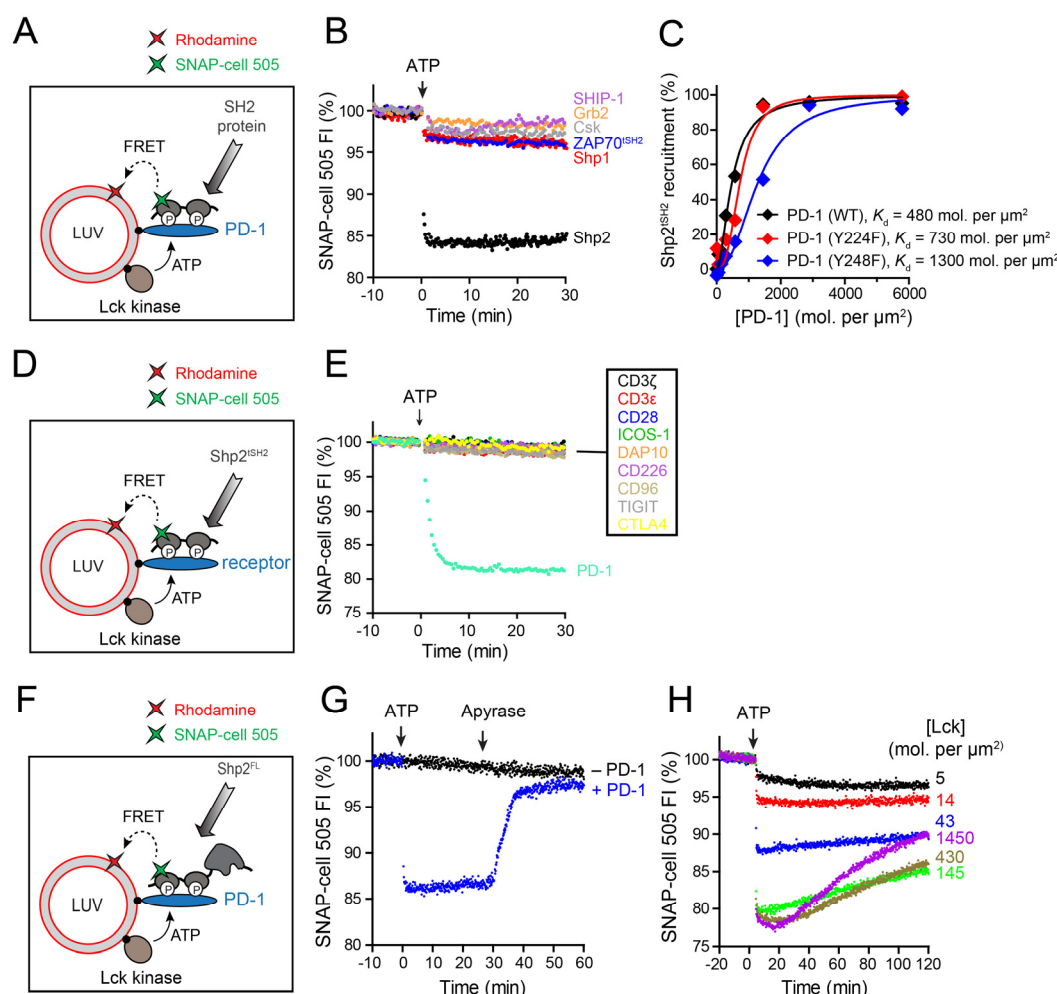 A
Rhodamine
SNAP-cell 505
SH2
protein
FRET
LUV
P P
PD-1
ATP
Lck kinase
B
ATP
SNAP-cell 505 FI (%)
100
95
90
85
80
SHIP-1
Grb2
Csk
ZAP70tSH2
Shp1
Shp2
-10 0 10 20 30
Time (min)
C
Shp2tSH2 recruitment (%)
100
80
60
40
20
0
PD-1 (WT), Kd = 480 mol. per µm2
PD-1 (Y224F), Kd = 730 mol. per µm2
PD-1 (Y248F), Kd = 1300 mol. per µm2
0 2000 4000 6000
[PD-1] (mol. per µm2)
D
Rhodamine
SNAP-cell 505
Shp2tSH2
FRET
LUV
P P
receptor
ATP
Lck kinase
E
ATP
SNAP-cell 505 FI (%)
100
95
90
85
80
75
CD3ζ
CD3ε
CD28
ICOS-1
DAP10
CD226
CD96
TIGIT
CTLA4
PD-1
-10 0 10 20 30
Time (min)
F
Rhodamine
SNAP-cell 505
Shp2FL
FRET
LUV
P P
PD-1
ATP
Lck kinase
G
ATP Apyrase
SNAP-cell 505 FI (%)
100
95
90
85
80
– PD-1
+ PD-1
0 10 20 30 40 50 60
Time (min)
H
ATP
[Lck]
(mol. per µm2)
SNAP-cell 505 FI (%)
100
95
90
85
80
75
5
14
43
1450
430
145
-20 0 20 40 60 80 100 120
Time (min)